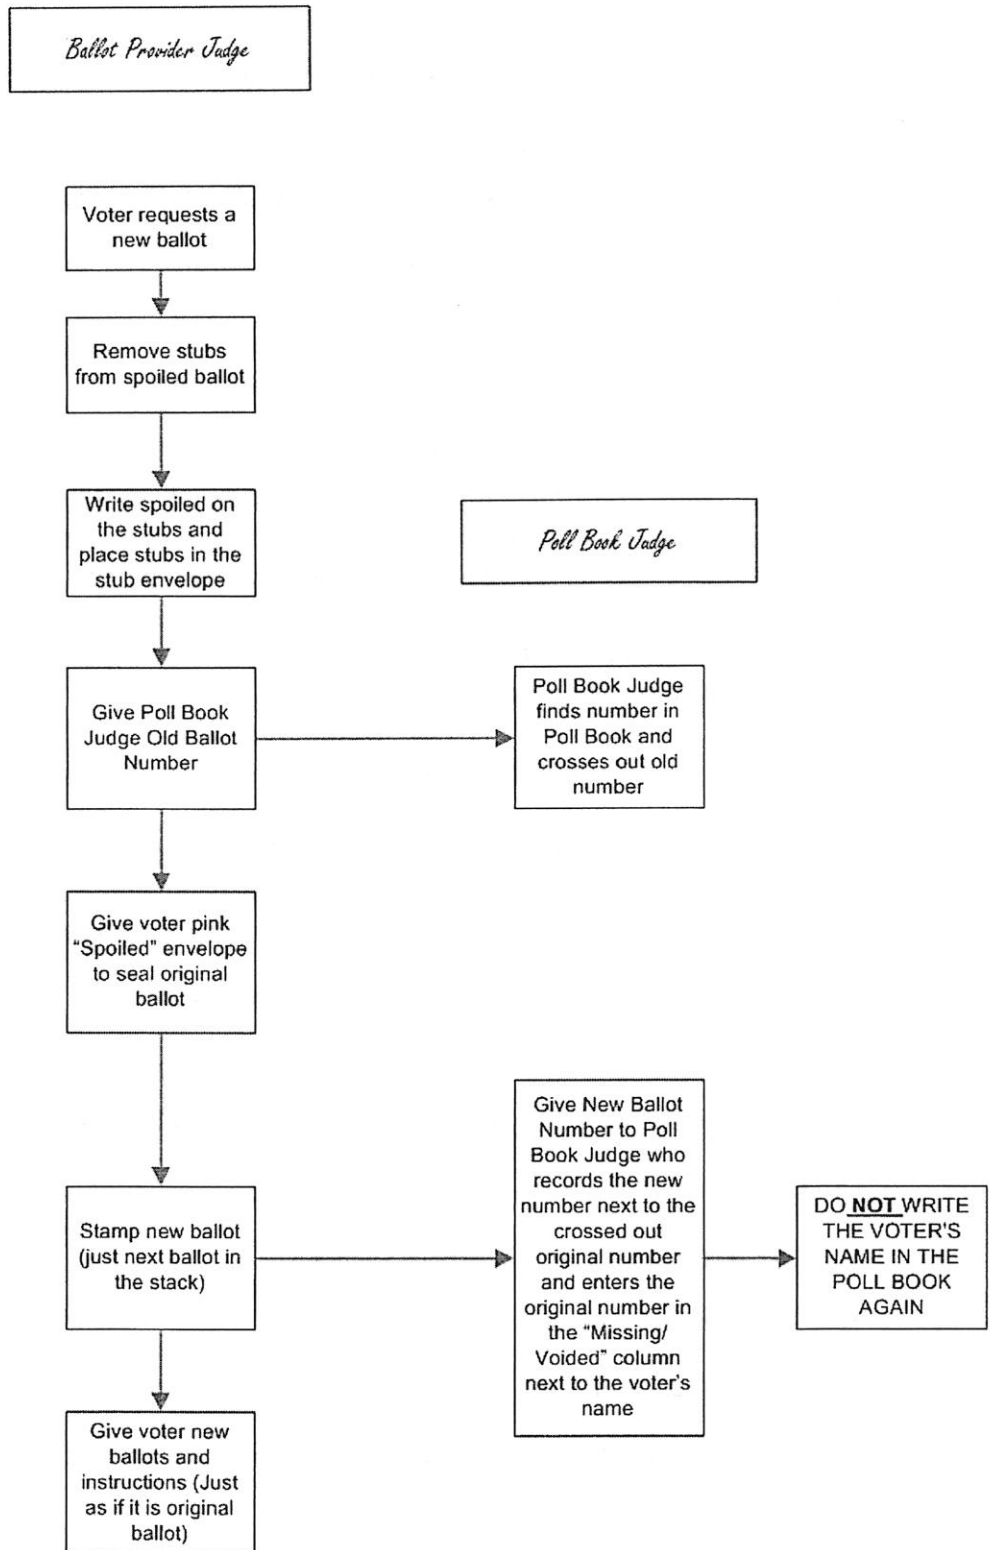 Ballot Provider Judge
Voter requests a
new ballot
Remove stubs
from spoiled ballot
Write spoiled on
the stubs and
place stubs in the
stub envelope
Poll Book Judge
Give Poll Book
Judge Old Ballot
Number
Poll Book Judge
finds number in
Poll Book and
crosses out old
number
Give voter pink
“Spoiled” envelope
to seal original
ballot
Stamp new ballot
(just next ballot in
the stack)
Give New Ballot
Number to Poll
Book Judge who
records the new
number next to the
crossed out
original number
and enters the
original number in
the “Missing/
Voided” column
next to the voter's
name
DO NOT WRITE
THE VOTER'S
NAME IN THE
POLL BOOK
AGAIN
Give voter new
ballots and
instructions (Just
as if it is original
ballot)